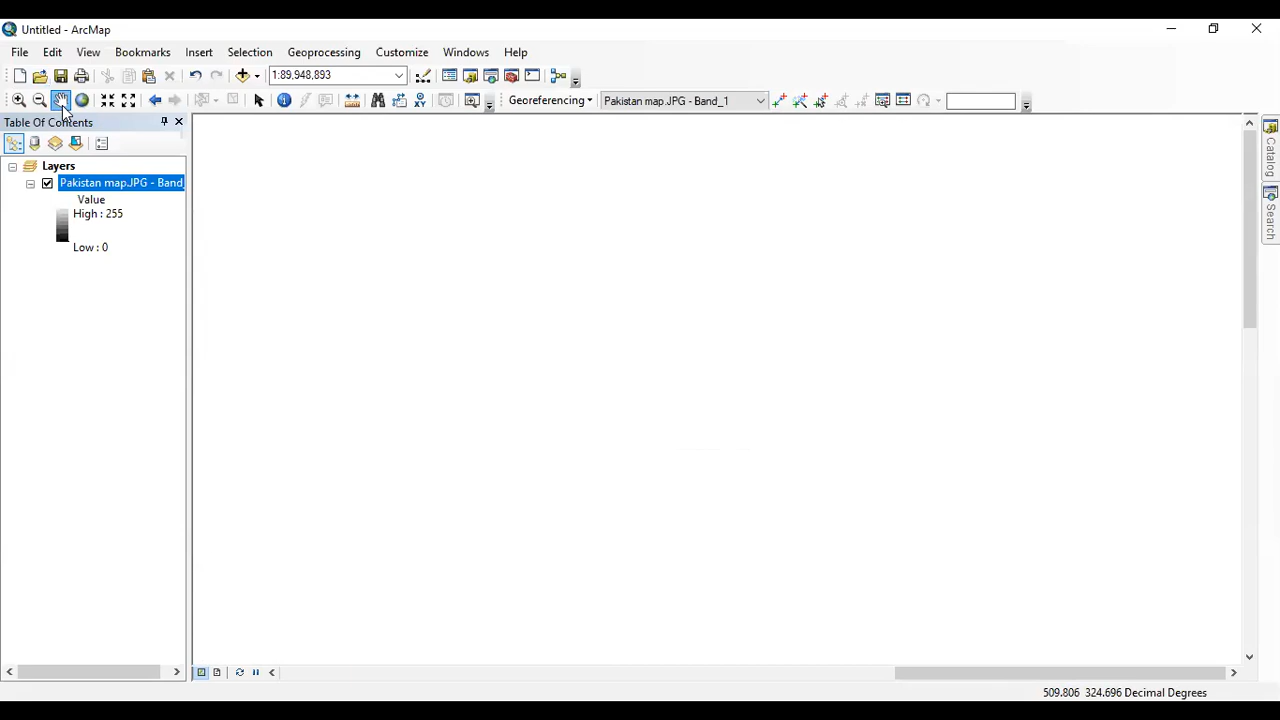 Untitled - ArcMap
File Edit View Bookmarks Insert Selection Geoprocessing Customize Windows Help
1:89,948,893
Georeferencing Pakistan map.JPG - Band_1
Table Of Contents
Layers
Pakistan map.JPG - Band_
Value
High : 255
Low : 0
Catalog
Search
509.806 324.696 Decimal Degrees